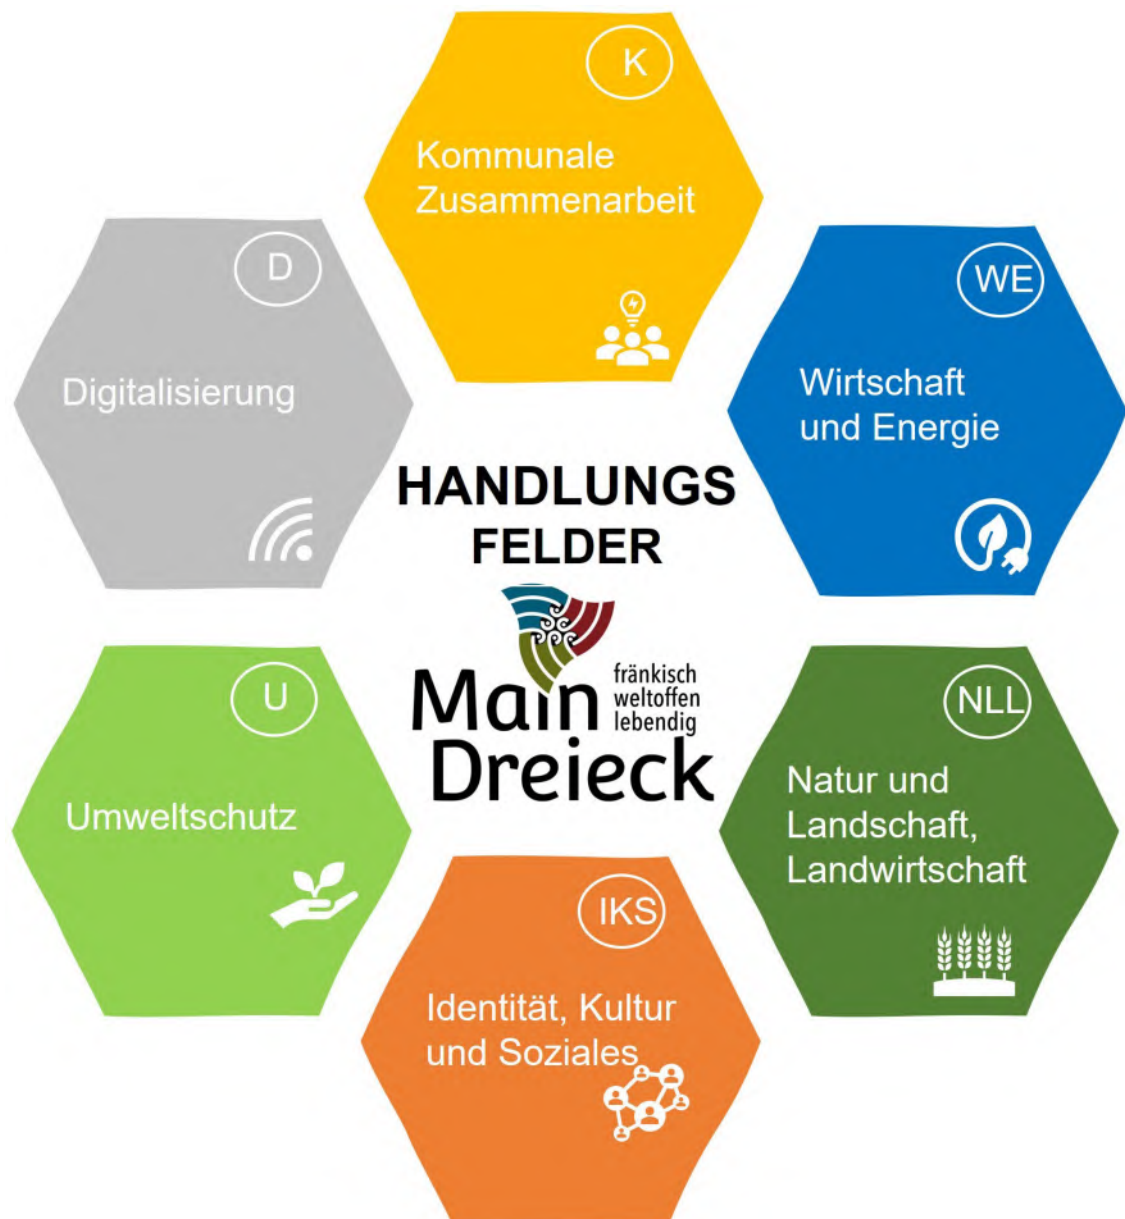 K
Kommunale
Zusammenarbeit
D
Digitalisierung
WE
Wirtschaft
und Energie
HANDLUNGS
FELDER
Main
fränkisch
weltoffen
lebendig
Dreieck
U
Umweltschutz
NLL
Natur und
Landschaft,
Landwirtschaft
IKS
Identität, Kultur
und Soziales